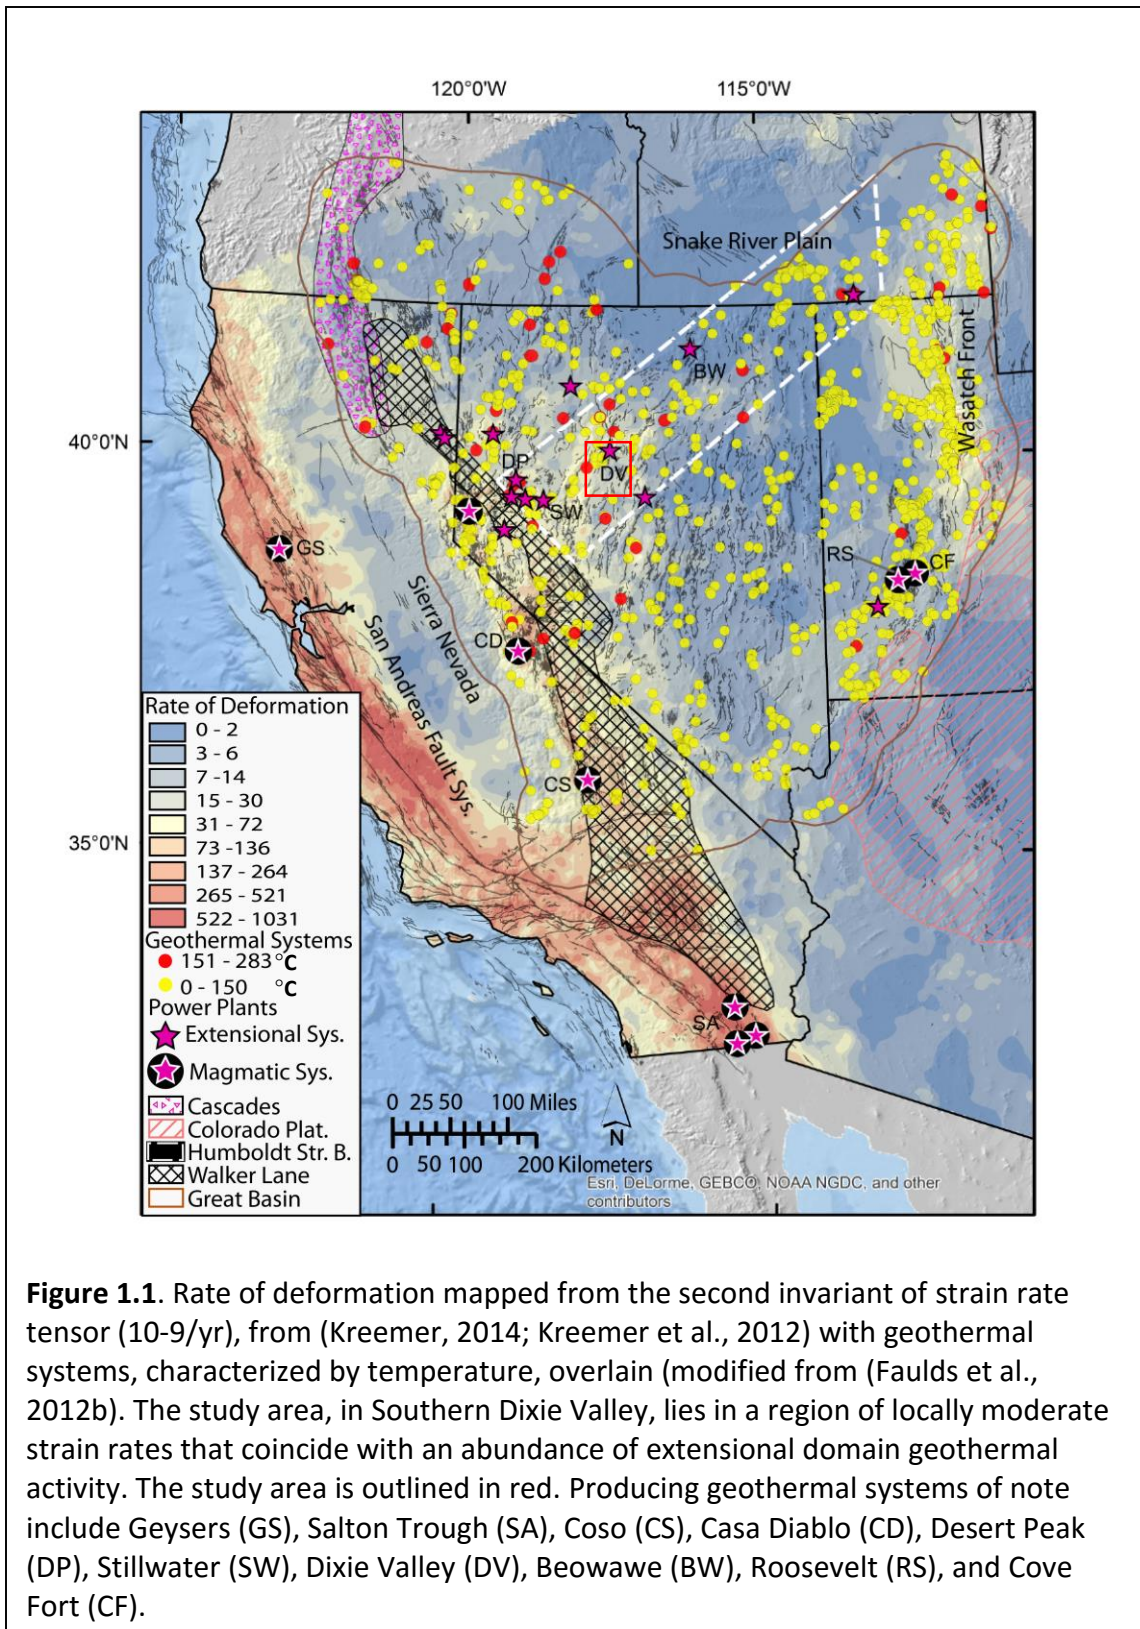 120°0'W
115°0'W
Snake River Plain
BW
Wasatch Front
40°0'N
DP
DV
SW
GS
RS
CF
Sierra Nevada
CD
San Andreas Fault Sys.
CS
35°0'N
SA
Rate of Deformation
0 - 2
3 - 6
7 -14
15 - 30
31 - 72
73 -136
137 - 264
265 - 521
522 - 1031
Geothermal Systems
151 - 283°C
0 - 150 °C
Power Plants
Extensional Sys.
Magmatic Sys.
Cascades
Colorado Plat.
Humboldt Str. B.
Walker Lane
Great Basin
0 25 50 100 Miles
0 50 100 200 Kilometers
N
Esri, DeLorme, GEBCO, NOAA NGDC, and other
contributors
Figure 1.1. Rate of deformation mapped from the second invariant of strain rate
tensor (10-9/yr), from (Kreemer, 2014; Kreemer et al., 2012) with geothermal
systems, characterized by temperature, overlain (modified from (Faulds et al.,
2012b). The study area, in Southern Dixie Valley, lies in a region of locally moderate
strain rates that coincide with an abundance of extensional domain geothermal
activity. The study area is outlined in red. Producing geothermal systems of note
include Geysers (GS), Salton Trough (SA), Coso (CS), Casa Diablo (CD), Desert Peak
(DP), Stillwater (SW), Dixie Valley (DV), Beowawe (BW), Roosevelt (RS), and Cove
Fort (CF).